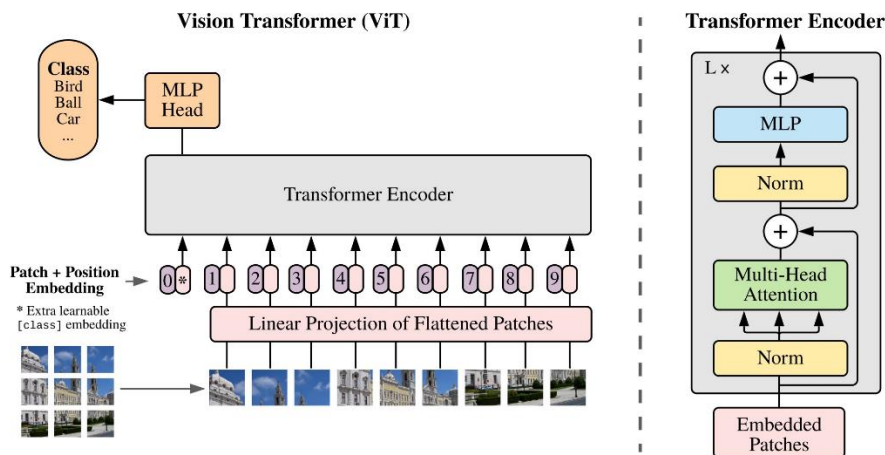 Vision Transformer (ViT)
Class
Bird
Ball
Car
...
MLP
Head
Transformer Encoder
Patch + Position
Embedding
0 * 1 2 3 4 5 6 7 8 9
* Extra learnable
[class] embedding
Linear Projection of Flattened Patches
Transformer Encoder
L ×
+
MLP
Norm
+
Multi-Head
Attention
Norm
Embedded
Patches